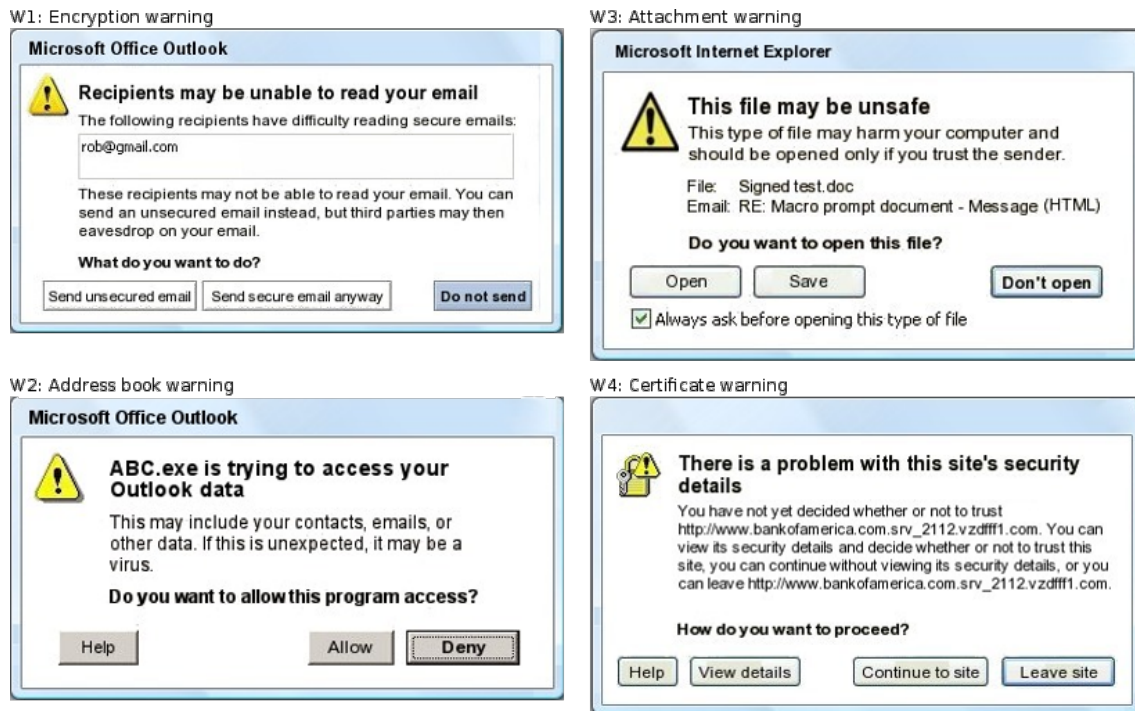 W1: Encryption warning
Microsoft Office Outlook
Recipients may be unable to read your email
The following recipients have difficulty reading secure emails:
rob@gmail.com
These recipients may not be able to read your email. You can
send an unsecured email instead, but third parties may then
eavesdrop on your email.
What do you want to do?
Send unsecured email
Send secure email anyway
Do not send
W2: Address book warning
Microsoft Office Outlook
ABC.exe is trying to access your
Outlook data
This may include your contacts, emails, or
other data. If this is unexpected, it may be a
virus.
Do you want to allow this program access?
Help
Allow
Deny
W3: Attachment warning
Microsoft Internet Explorer
This file may be unsafe
This type of file may harm your computer and
should be opened only if you trust the sender.
File: Signed test.doc
Email: RE: Macro prompt document - Message (HTML)
Do you want to open this file?
Open
Save
Don't open
Always ask before opening this type of file
W4: Certificate warning
There is a problem with this site's security
details
You have not yet decided whether or not to trust
http://www.bankofamerica.com.srv_2112.vzdfff1.com. You can
view its security details and decide whether or not to trust this
site, you can continue without viewing its security details, or you
can leave http://www.bankofamerica.com.srv_2112.vzdfff1.com.
How do you want to proceed?
Help
View details
Continue to site
Leave site